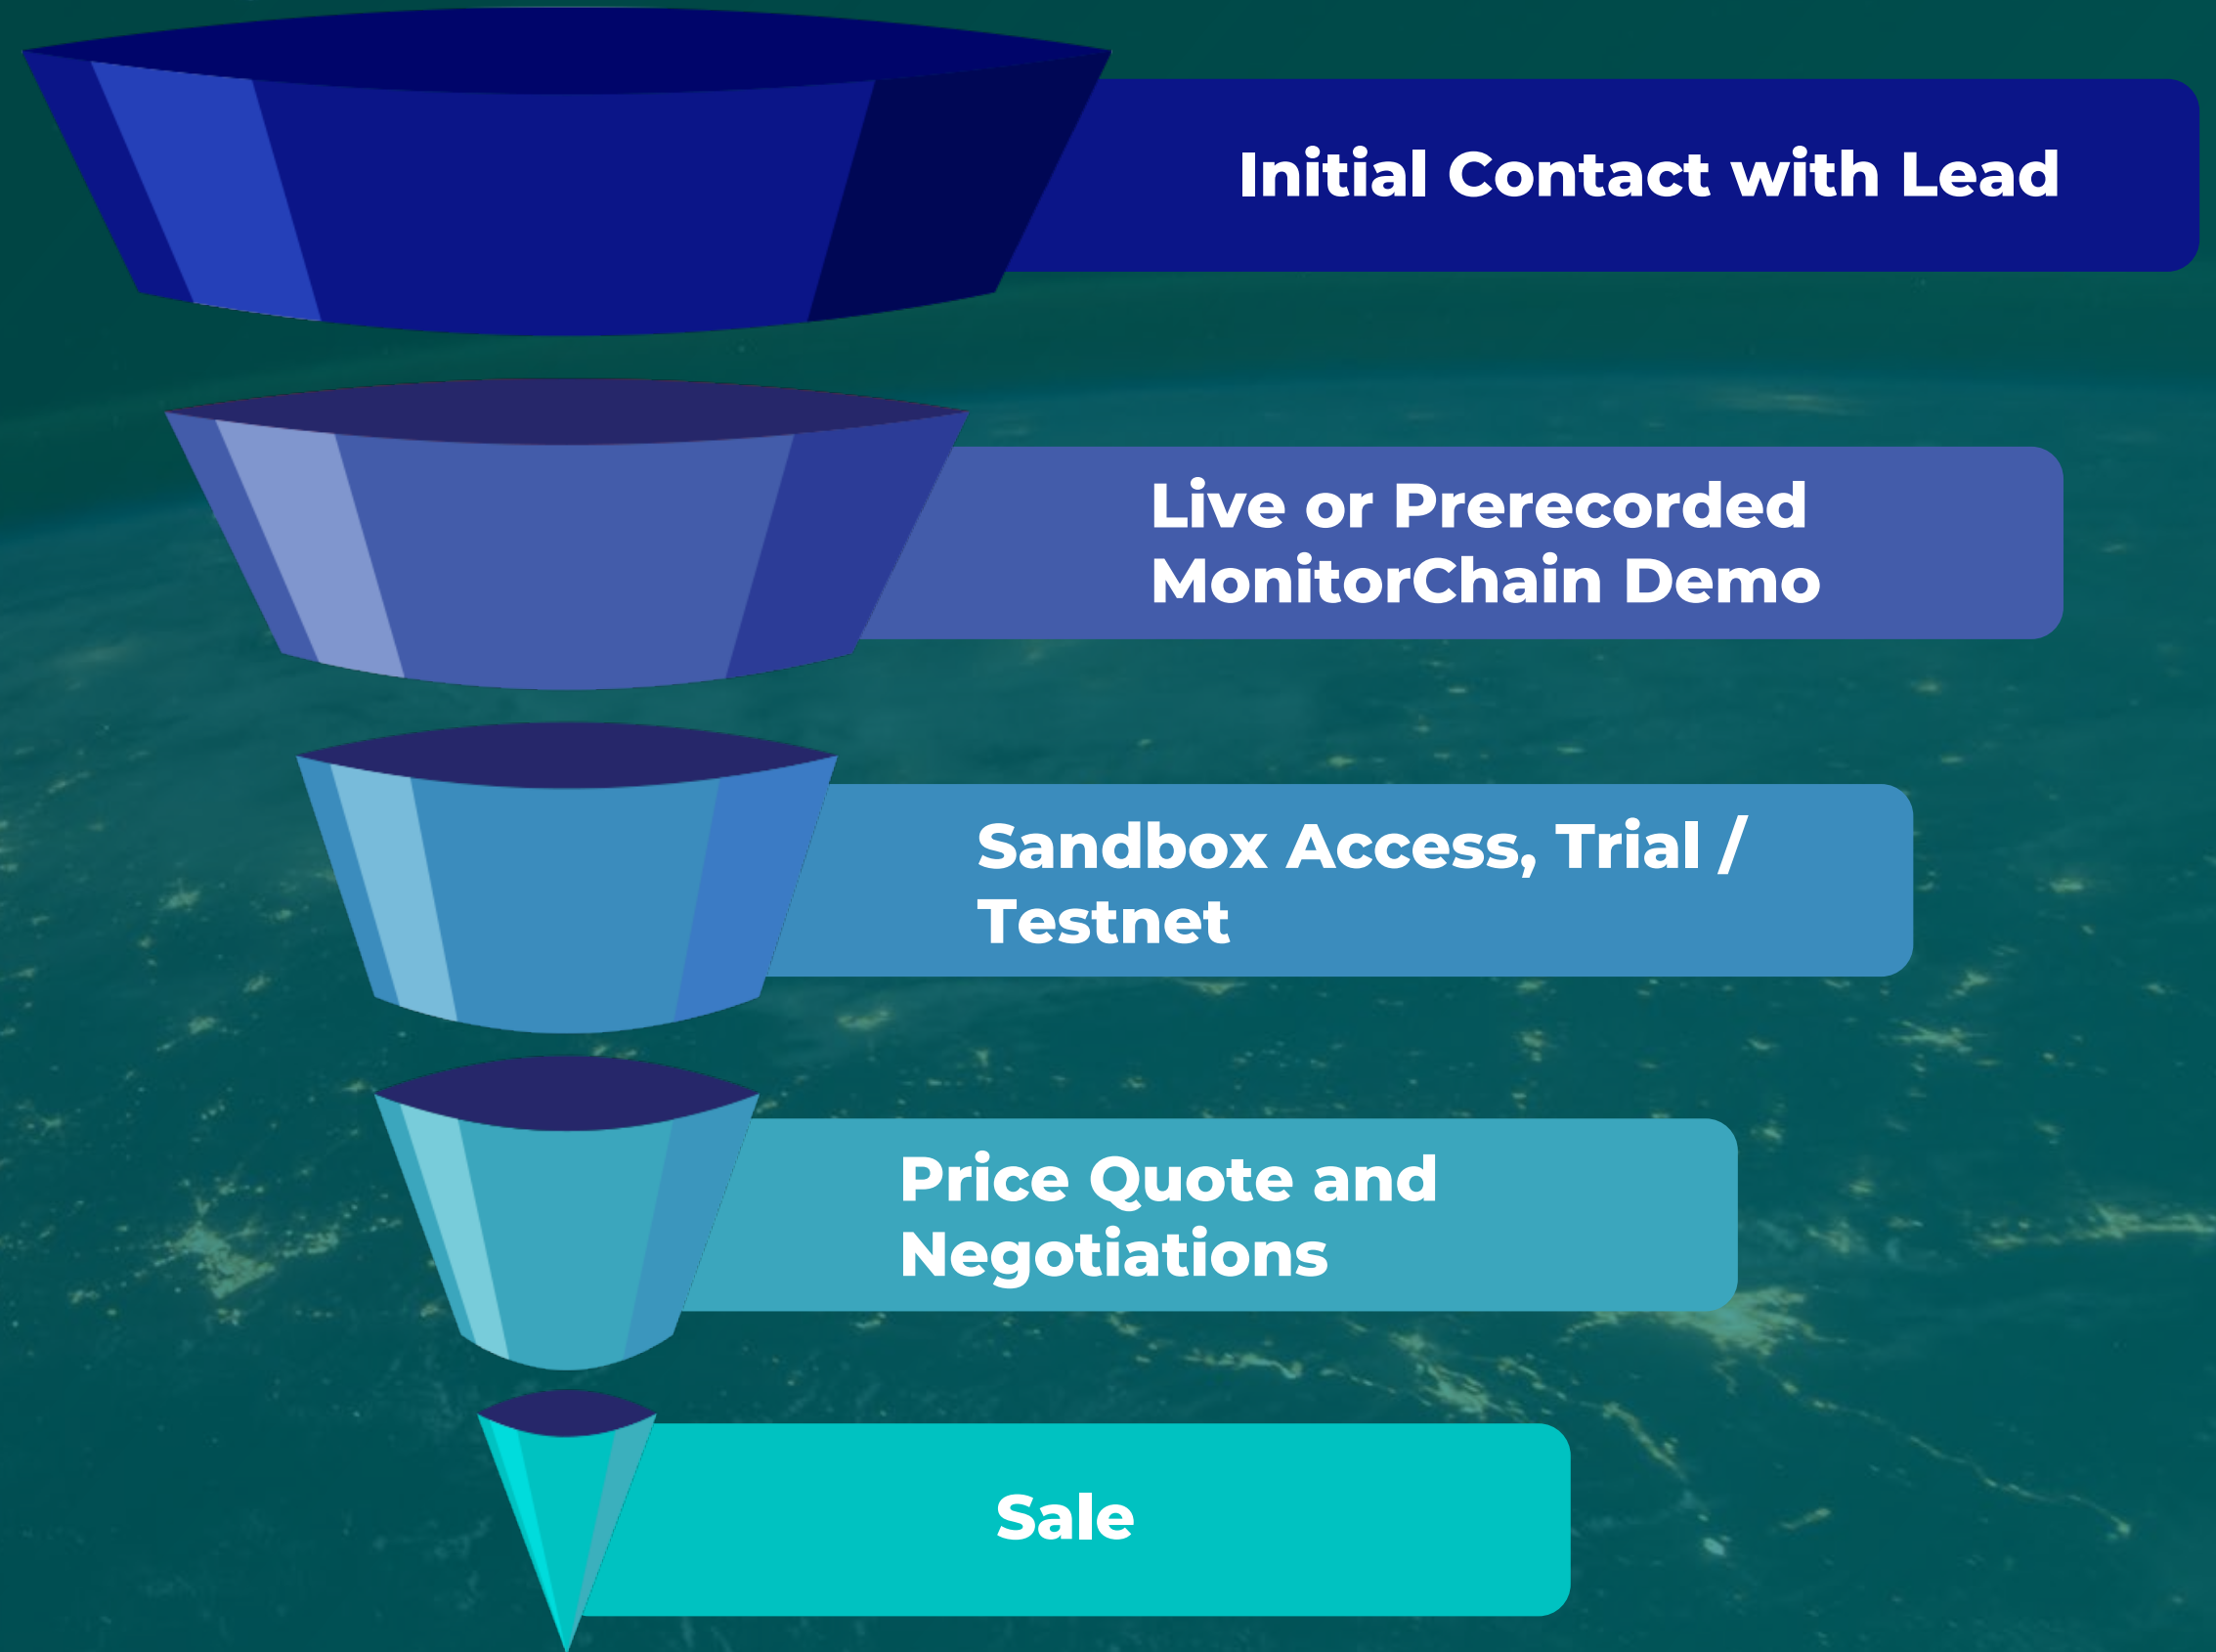 Initial Contact with Lead
Live or Prerecorded
MonitorChain Demo
Sandbox Access, Trial /
Testnet
Price Quote and
Negotiations
Sale